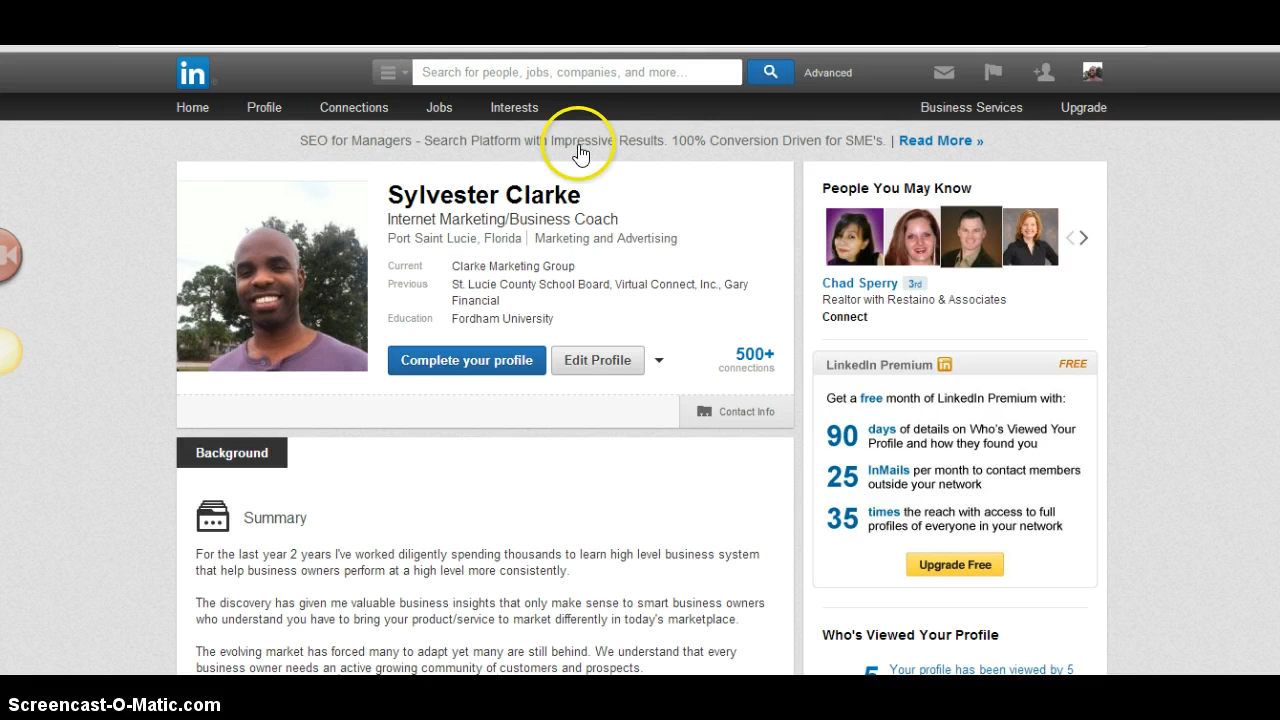 in
Search for people, jobs, companies, and more...
Advanced
Home Profile Connections Jobs Interests Business Services Upgrade
SEO for Managers - Search Platform with Impressive Results. 100% Conversion Driven for SME's. | Read More »
Sylvester Clarke
Internet Marketing/Business Coach
Port Saint Lucie, Florida | Marketing and Advertising
Current Clarke Marketing Group
Previous St. Lucie County School Board, Virtual Connect, Inc., Gary
Financial
Education Fordham University
Complete your profile Edit Profile
500+
connections
Contact Info
Background
Summary
For the last year 2 years I've worked diligently spending thousands to learn high level business system
that help business owners perform at a high level more consistently.
The discovery has given me valuable business insights that only make sense to smart business owners
who understand you have to bring your product/service to market differently in today's marketplace.
The evolving market has forced many to adapt yet many are still behind. We understand that every
business owner needs an active growing community of customers and prospects.
People You May Know
Chad Sperry 3rd
Realtor with Restaino & Associates
Connect
LinkedIn Premium in FREE
Get a free month of LinkedIn Premium with:
90 days of details on Who's Viewed Your
Profile and how they found you
25 InMails per month to contact members
outside your network
35 times the reach with access to full
profiles of everyone in your network
Upgrade Free
Who's Viewed Your Profile
5 Your profile has been viewed by 5
Screencast-O-Matic.com